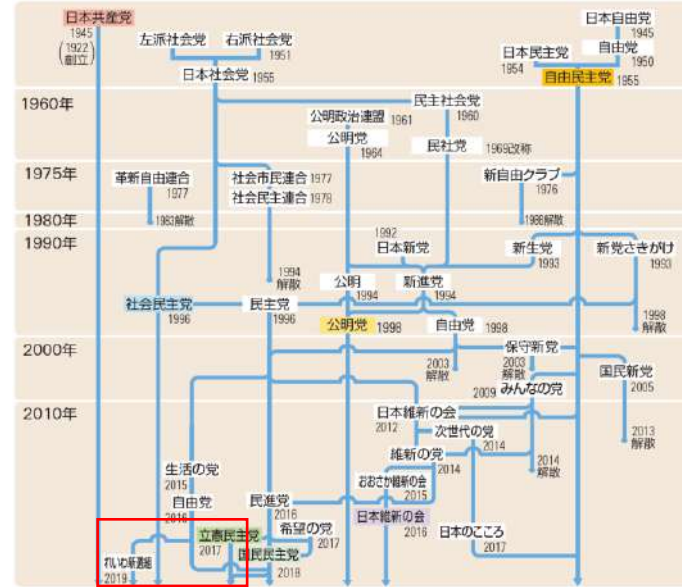 日本共産党
1945
(1922
創立)
左派社会党
右派社会党
1951
日本社会党 1955
日本自由党
1945
自由党
1950
日本民主党
1954
自由民主党
1955
1960年
民主社会党
1960
公明政治連盟 1961
公明党
1964
民社党 1969改称
1975年
革新自由連合
1977
社会市民連合 1977
社会民主連合 1978
新自由クラブ
1976
1980年
1983解散
1986解散
1990年
1992
日本新党
新生党
1993
新党さきがけ
1993
1994
解散
公明
1994
新進党
1994
社会民主党
1996
民主党
1996
公明党 1998
自由党 1998
1998
解散
2000年
保守新党
2003
解散
2003
解散
国民新党
2005
2009 みんなの党
2010年
日本維新の会
2012
次世代の党
2014
2013
解散
維新の党
2014
2014
解散
生活の党
2015
おおさか維新の会
2015
自由党
2016
民進党
2016
日本維新の会
2016
立憲民主党
2017
希望の党
2017
日本のこころ
2017
れいわ新選組
2019
国民民主党
2018